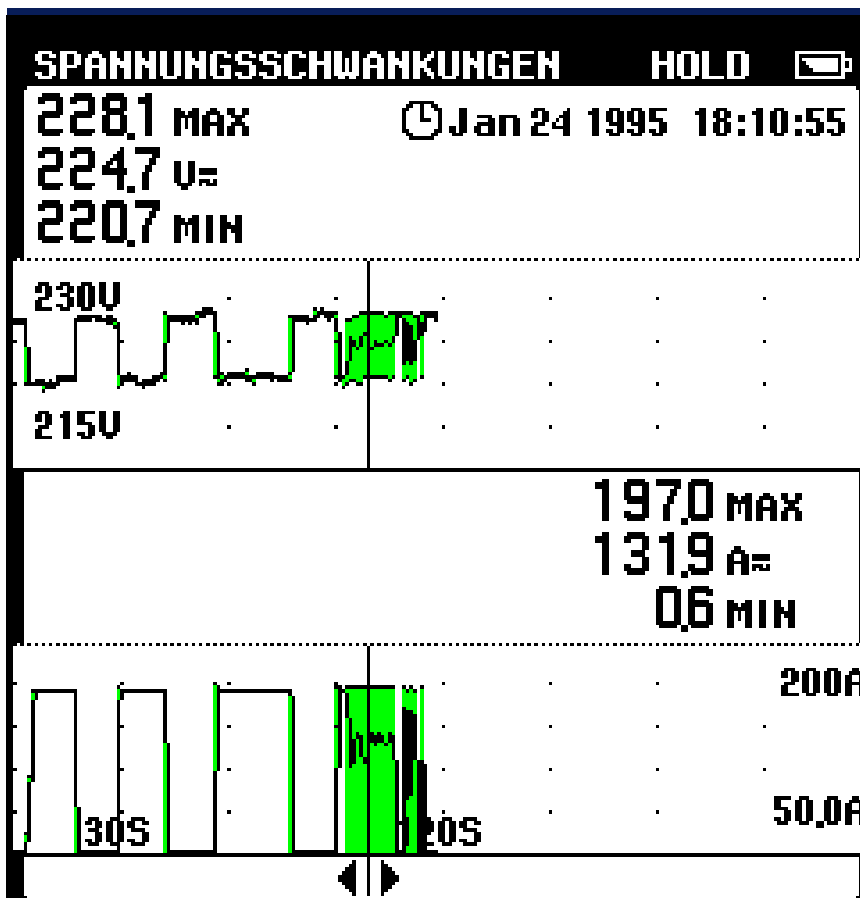 SPANNUNGSSCHWANKUNGEN HOLD
228.1 MAX Jan 24 1995 18:10:55
224.7 V≂
220.7 MIN
230V
215V
197.0 MAX
131.9 A≂
0.6 MIN
200A
50.0A
30S 120S